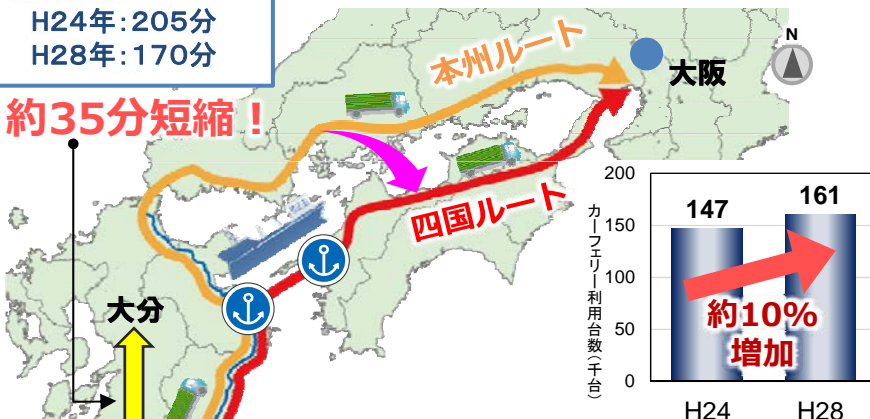 H24年:205分
H28年:170分
約35分短縮！
本州ルート
大阪
N
四国ルート
大分
カーフェリー利用台数(千台)
200
150
100
50
0
147
161
約10%
増加
H24
H28